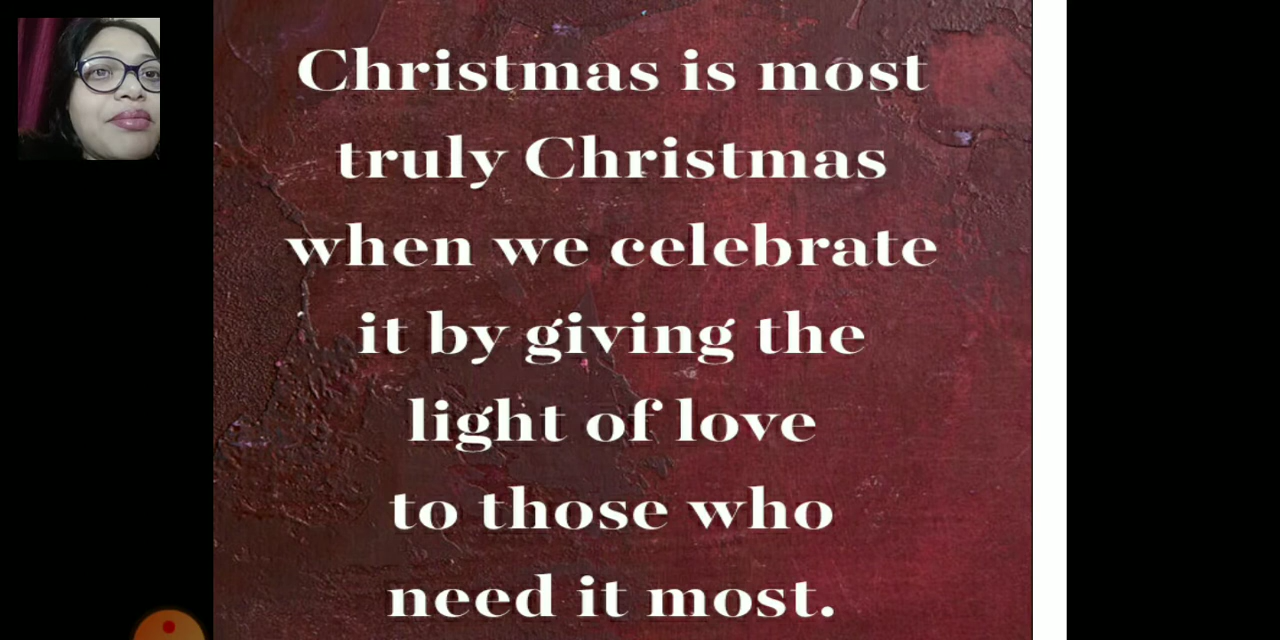 Christmas is most
truly Christmas
when we celebrate
it by giving the
light of love
to those who
need it most.